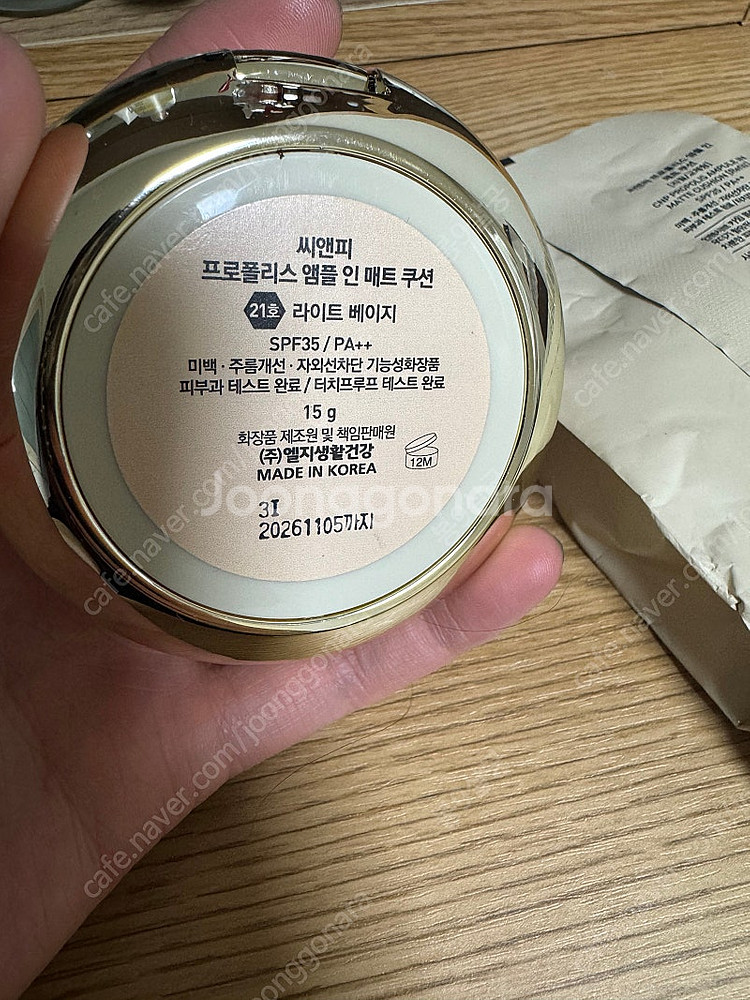 씨앤피
프로폴리스 앰플 인 매트 쿠션
21호 라이트 베이지
SPF35 / PA++
미백 · 주름개선 · 자외선차단 기능성화장품
피부과 테스트 완료 / 터치프루프 테스트 완료
15 g
화장품 제조원 및 책임판매원
(주)엘지생활건강
MADE IN KOREA
12M
3I
20261105까지
Joonggonara
cafe.naver.com/joonggonara